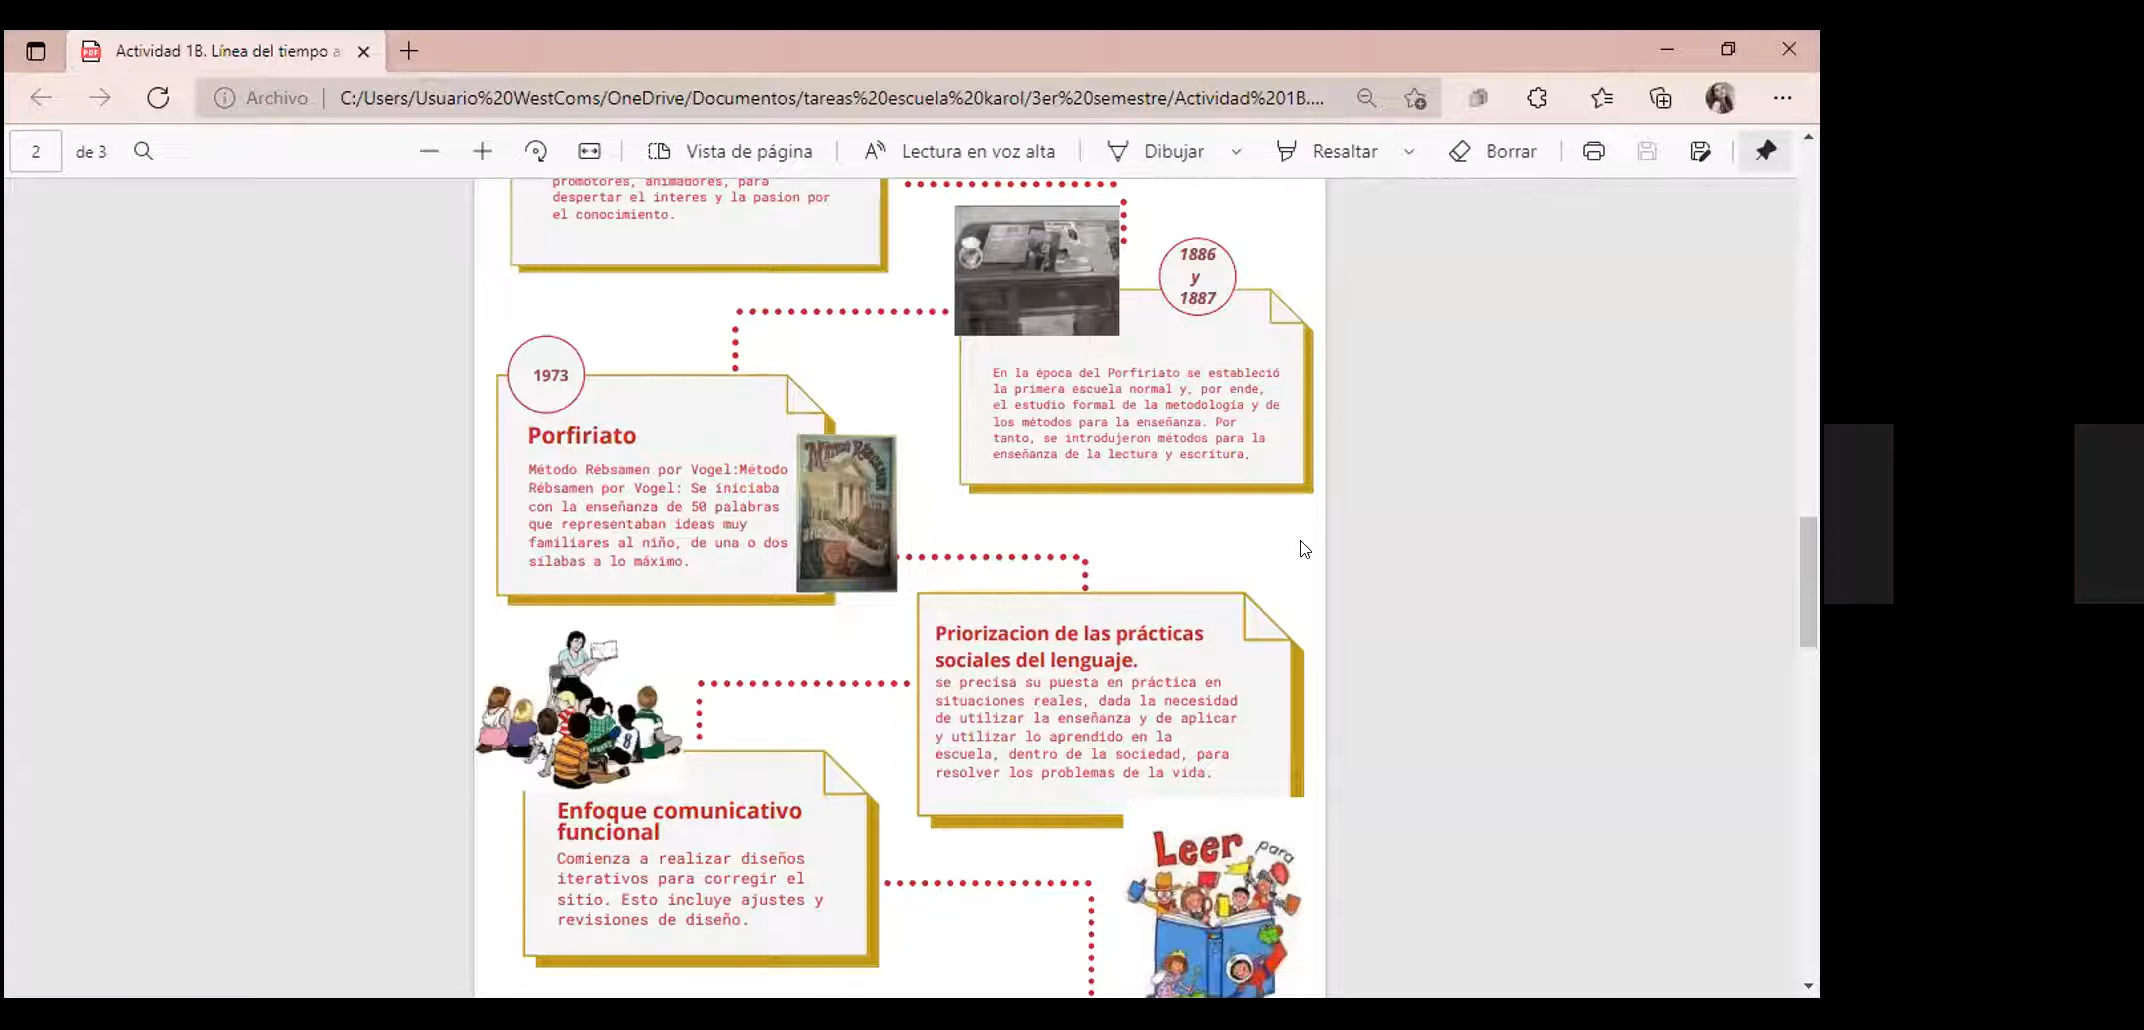 Actividad 1B. Línea del tiempo a
Archivo
C:/Users/Usuario%20WestComs/OneDrive/Documentos/tareas%20escuela%20karol/3er%20semestre/Actividad%201B....
2 de 3
Vista de página
Lectura en voz alta
Dibujar
Resaltar
Borrar
promotores, animadores, para
despertar el interes y la pasion por
el conocimiento.
1886
y
1887
En la época del Porfiriato se estableció
la primera escuela normal y, por ende,
el estudio formal de la metodología y de
los métodos para la enseñanza. Por
tanto, se introdujeron métodos para la
enseñanza de la lectura y escritura,
1973
Porfiriato
Método Rébsamen por Vogel:Método
Rébsamen por Vogel: Se iniciaba
con la enseñanza de 50 palabras
que representaban ideas muy
familiares al niño, de una o dos
sílabas a lo máximo.
Priorizacion de las prácticas
sociales del lenguaje.
se precisa su puesta en práctica en
situaciones reales, dada la necesidad
de utilizar la enseñanza y de aplicar
y utilizar lo aprendido en la
escuela, dentro de la sociedad, para
resolver los problemas de la vida.
8
Enfoque comunicativo
funcional
Comienza a realizar diseños
iterativos para corregir el
sitio. Esto incluye ajustes y
revisiones de diseño.
Leer para